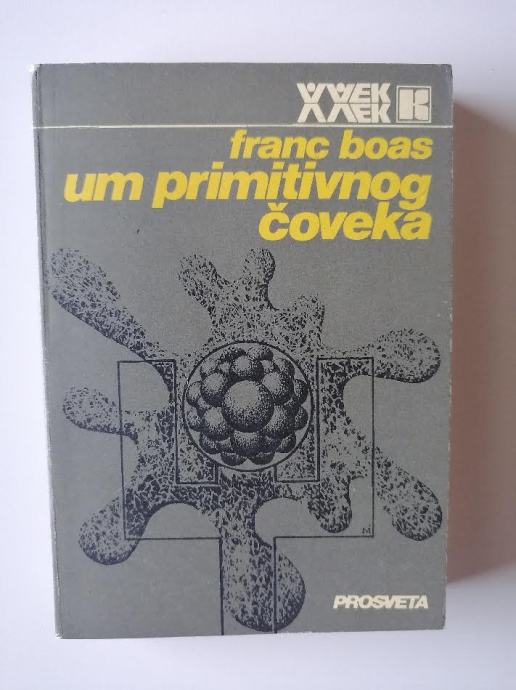 XX VEK
franc boas
um primitivnog
čoveka
M
PROSVETA